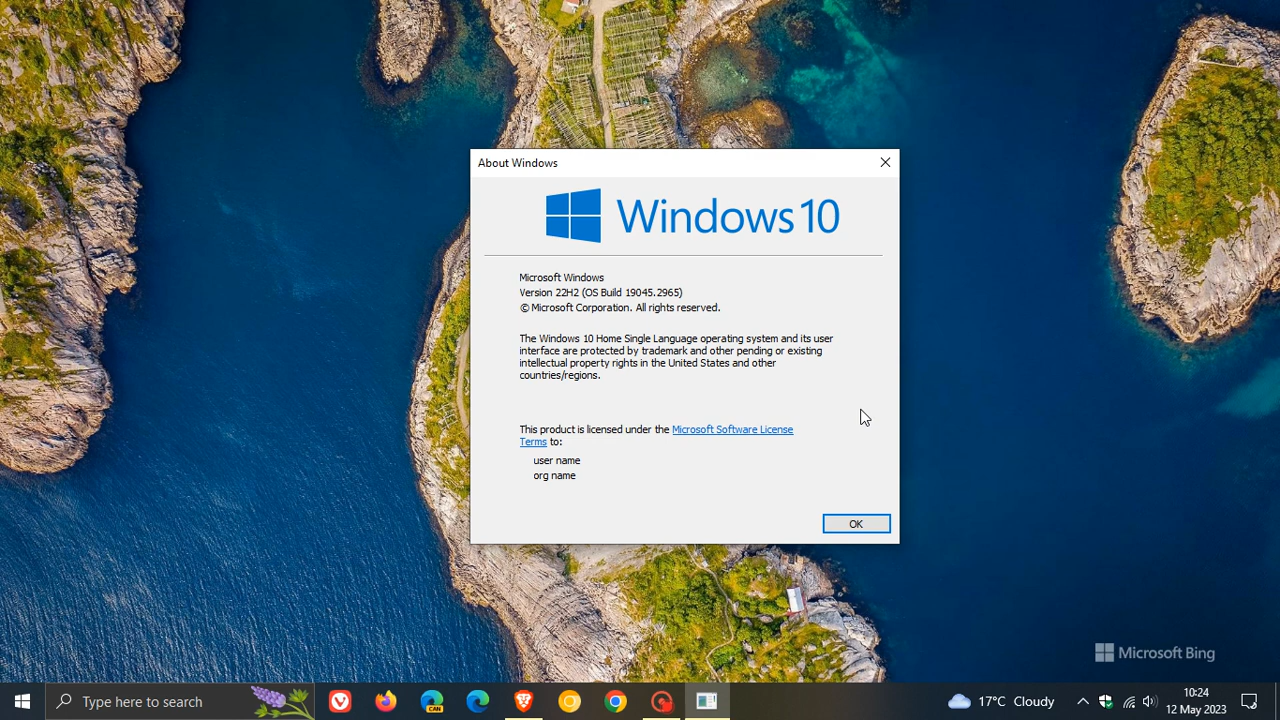 About Windows
Windows 10
Microsoft Windows
Version 22H2 (OS Build 19045.2965)
© Microsoft Corporation. All rights reserved.
The Windows 10 Home Single Language operating system and its user
interface are protected by trademark and other pending or existing
intellectual property rights in the United States and other
countries/regions.
This product is licensed under the Microsoft Software License
Terms to:
user name
org name
OK
Microsoft Bing
Type here to search
CAN
17°C Cloudy
10:24
12 May 2023